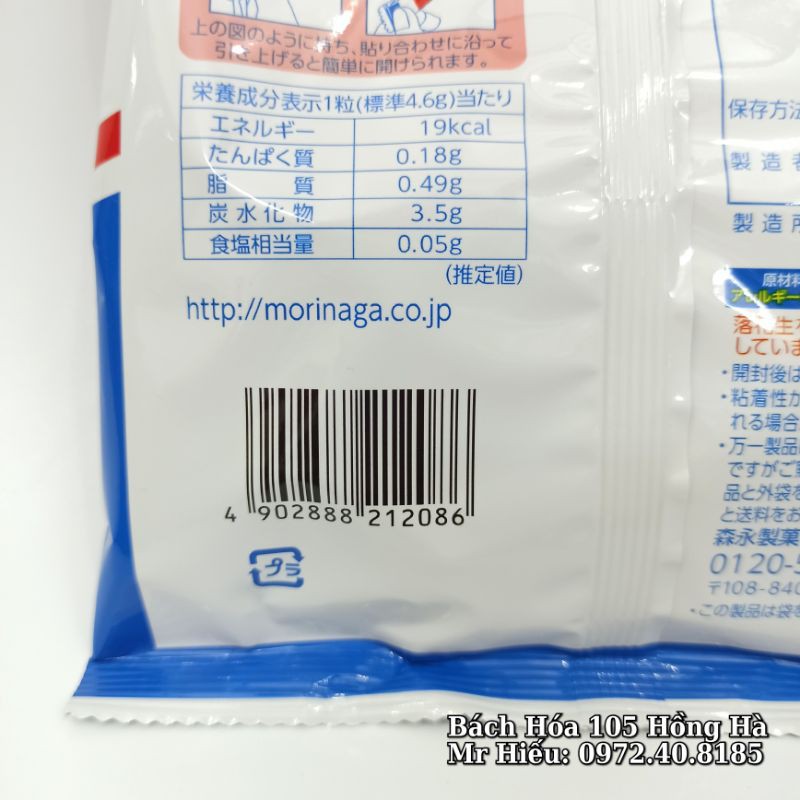 上の図のように持ち、貼り合わせに沿って
引き上げると簡単に開けられます。
栄養成分表示1粒(標準4.6g)当たり
エネルギー 19kcal
たんぱく質 0.18g
脂質 0.49g
炭水化物 3.5g
食塩相当量 0.05g
(推定値)
http://morinaga.co.jp
4 902888 212086
プラ
保存方法
製造者
製造所
原材料
アレルギー
落花生を
していま
・開封後は
・粘着性が
れる場合
・万一製品
ですがご
品と外袋を
と送料をお
森永製菓
0120-5
〒108-840
・この製品は袋を
Bách Hóa 105 Hồng Hà
Mr Hiếu: 0972.40.8185